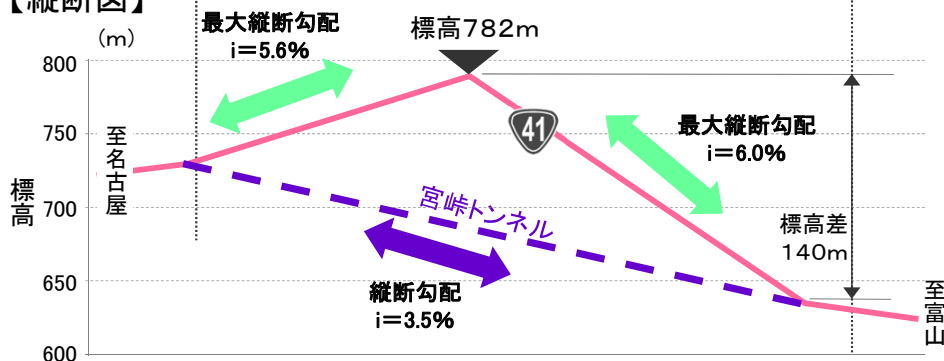 【縦断図】
(m)
最大縦断勾配
i=5.6%
標高782m
800
750
700
650
600
標高
至名古屋
41
最大縦断勾配
i=6.0%
宮峠トンネル
標高差
140m
縦断勾配
i=3.5%
至富山